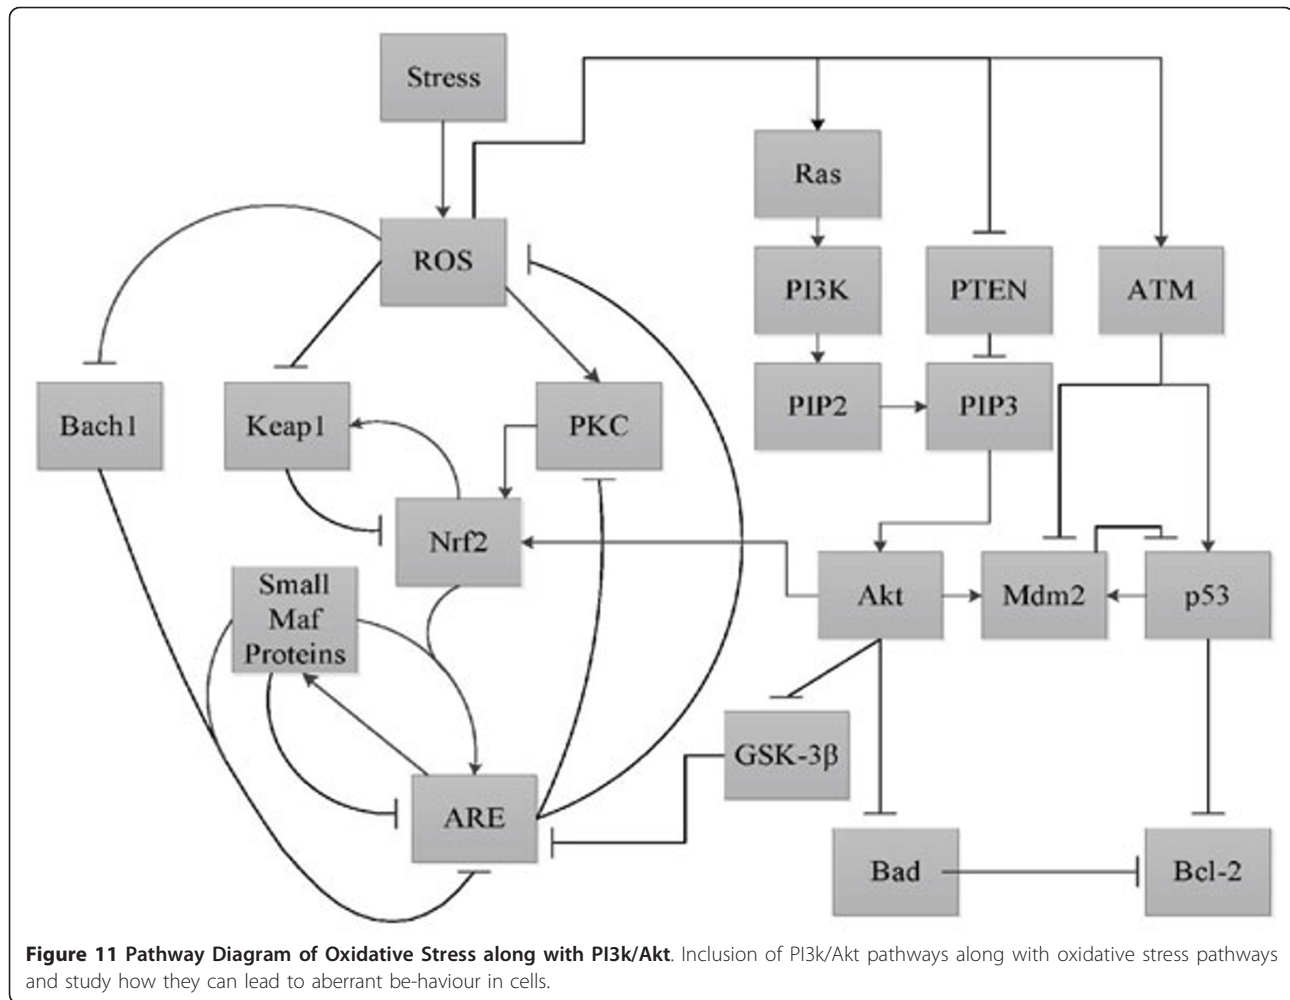 Stress
Ras
ROS
PI3K
PTEN
ATM
Bach1
Keap1
PKC
PIP2
PIP3
Nrf2
Small
Maf
Proteins
Akt
Mdm2
p53
GSK-3β
ARE
Bad
Bcl-2
Figure 11 Pathway Diagram of Oxidative Stress along with PI3k/Akt. Inclusion of PI3k/Akt pathways along with oxidative stress pathways
and study how they can lead to aberrant be-haviour in cells.